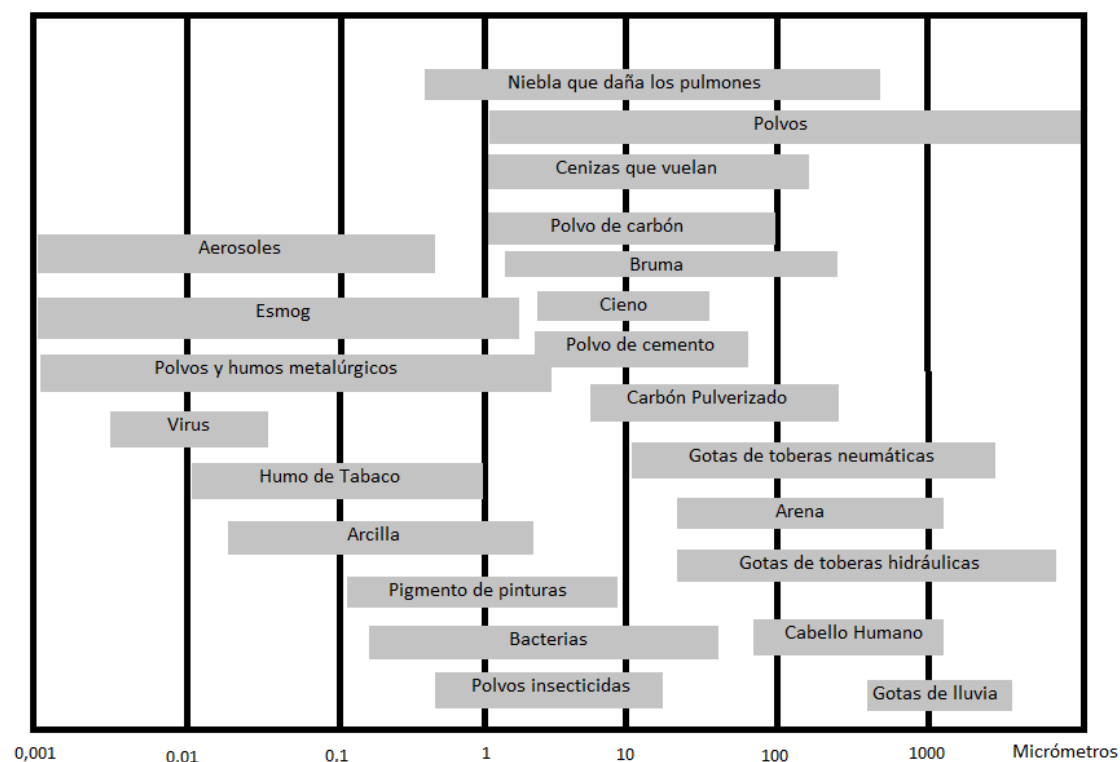 Niebla que daña los pulmones
Polvos
Cenizas que vuelan
Polvo de carbón
Aerosoles
Bruma
Cieno
Esmog
Polvo de cemento
Polvos y humos metalúrgicos
Carbón Pulverizado
Virus
Gotas de toberas neumáticas
Humo de Tabaco
Arena
Arcilla
Gotas de toberas hidráulicas
Pigmento de pinturas
Cabello Humano
Bacterias
Polvos insecticidas
Gotas de lluvia
0,001 0.01 0,1 1 10 100 1000 Micrómetros